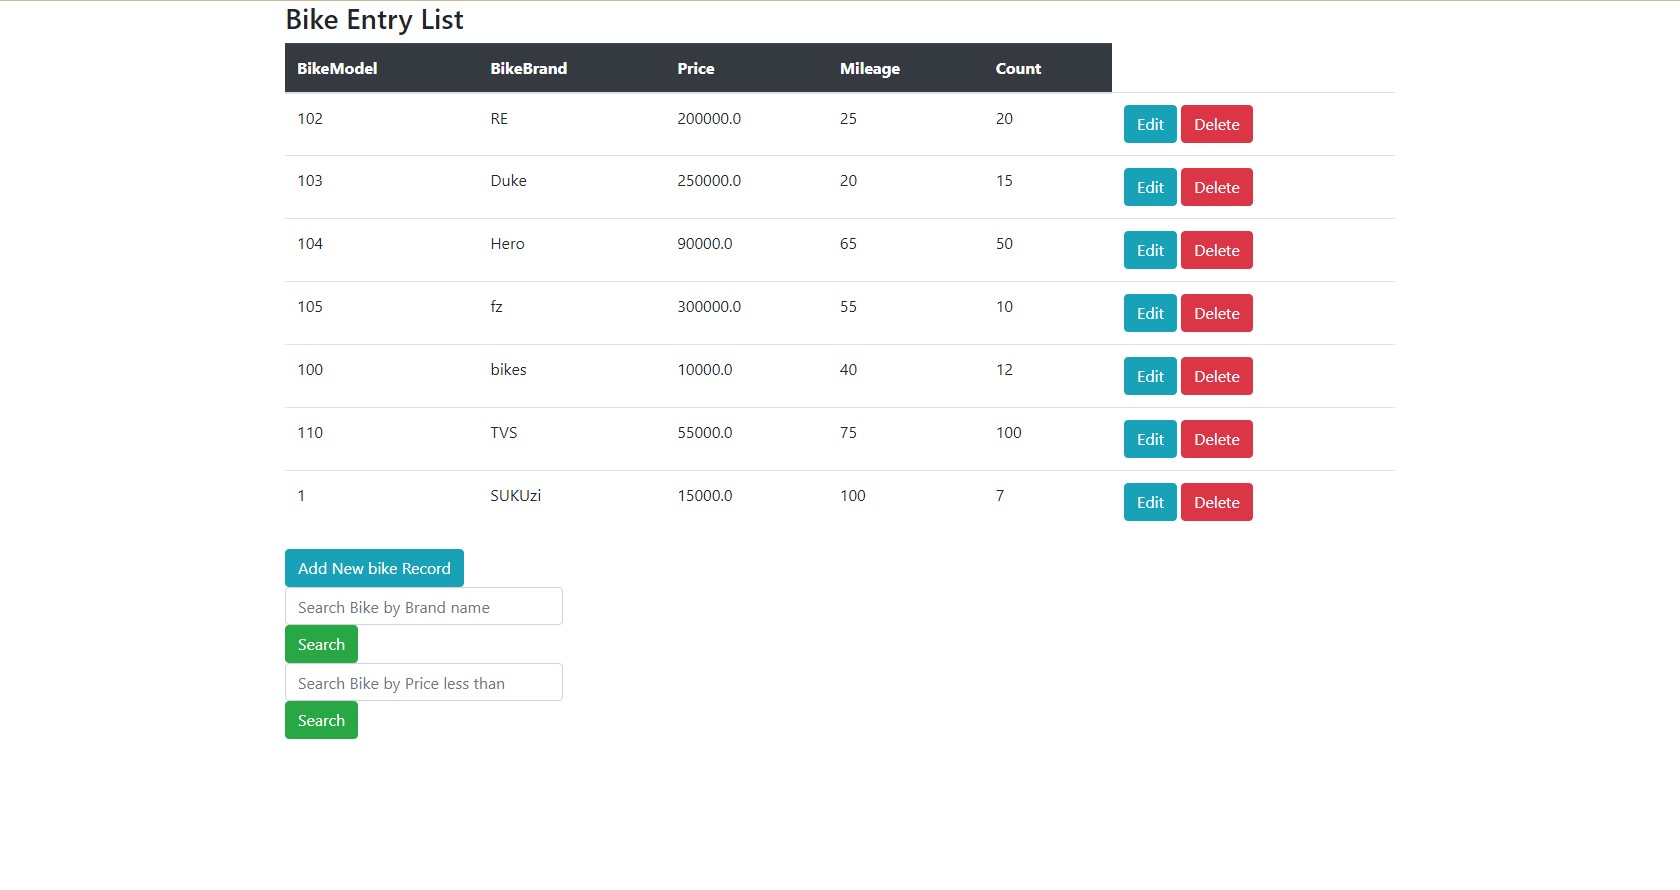 Bike Entry List
BikeModel BikeBrand Price Mileage Count
102 RE 200000.0 25 20 Edit Delete
103 Duke 250000.0 20 15 Edit Delete
104 Hero 90000.0 65 50 Edit Delete
105 fz 300000.0 55 10 Edit Delete
100 bikes 10000.0 40 12 Edit Delete
110 TVS 55000.0 75 100 Edit Delete
1 SUKUzi 15000.0 100 7 Edit Delete
Add New bike Record
Search Bike by Brand name
Search
Search Bike by Price less than
Search